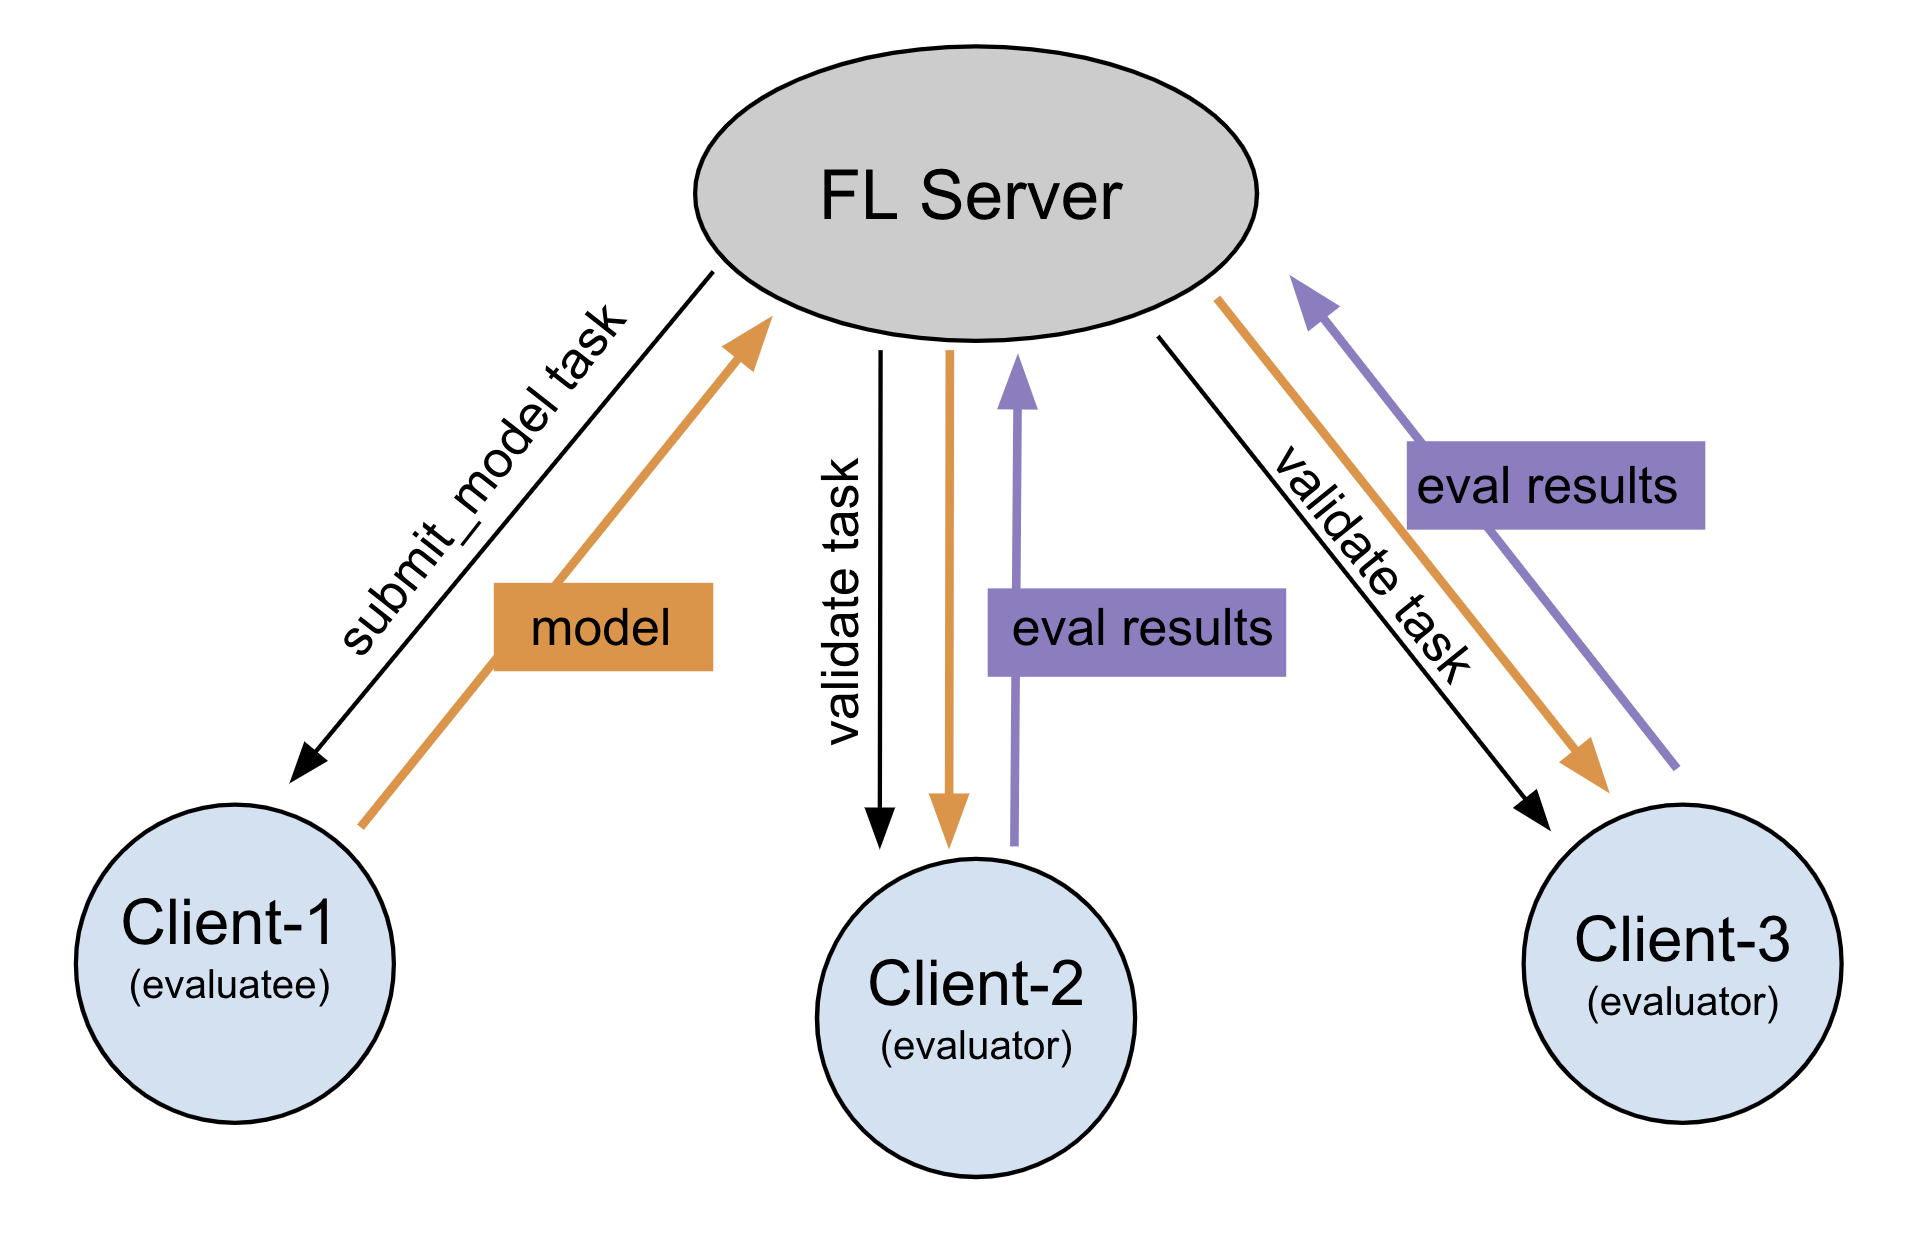 FL Server
submit_model task
model
validate task
eval results
validate task
eval results
Client-1
(evaluatee)
Client-2
(evaluator)
Client-3
(evaluator)